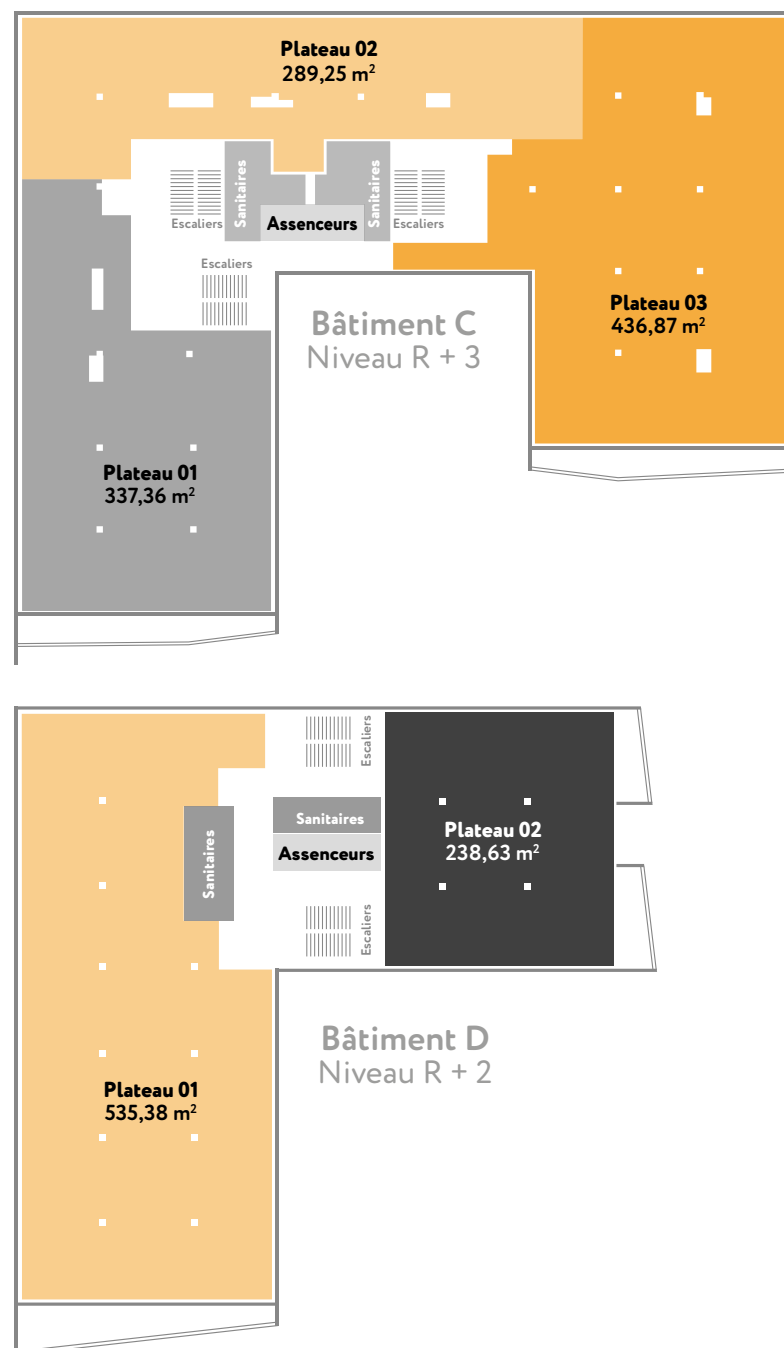 Plateau 02
289,25 m²
Sanitaires
Sanitaires
Escaliers
Assenceurs
Escaliers
Escaliers
Plateau 03
436,87 m²
Bâtiment C
Niveau R + 3
Plateau 01
337,36 m²
Escaliers
Sanitaires
Plateau 02
238,63 m²
Assenceurs
Sanitaires
Escaliers
Bâtiment D
Niveau R + 2
Plateau 01
535,38 m²